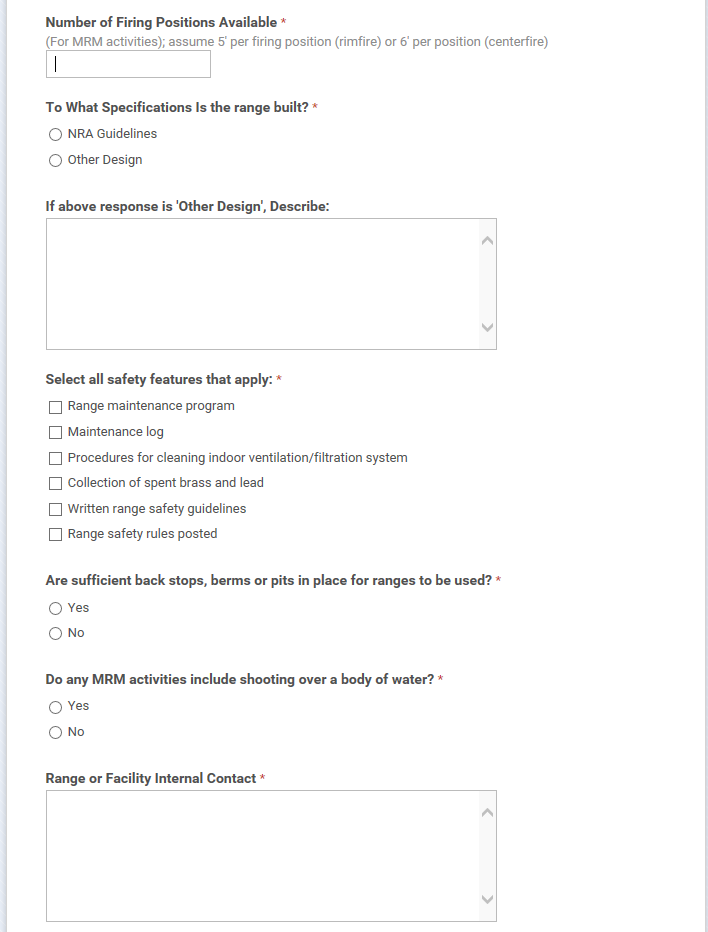 Number of Firing Positions Available *
(For MRM activities); assume 5' per firing position (rimfire) or 6' per position (centerfire)
To What Specifications Is the range built? *
NRA Guidelines
Other Design
If above response is 'Other Design', Describe:
Select all safety features that apply: *
Range maintenance program
Maintenance log
Procedures for cleaning indoor ventilation/filtration system
Collection of spent brass and lead
Written range safety guidelines
Range safety rules posted
Are sufficient back stops, berms or pits in place for ranges to be used? *
Yes
No
Do any MRM activities include shooting over a body of water? *
Yes
No
Range or Facility Internal Contact *